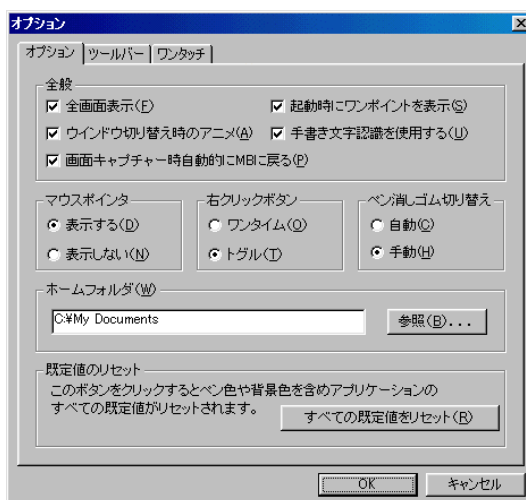 オプション
オプション ツールバー ワンタッチ
全般
全画面表示(F) 起動時にワンポイントを表示(S)
ウインドウ切り替え時のアニメ(A) 手書き文字認識を使用する(U)
画面キャプチャー時自動的にMBIに戻る(P)
マウスポインタ 右クリックボタン ペン消しゴム切り替え
表示する(D) ワンタイム(O) 自動(C)
表示しない(N) トグル(T) 手動(H)
ホームフォルダ(W)
C:¥My Documents 参照(B)...
既定値のリセット
このボタンをクリックするとペン色や背景色を含めアプリケーションの
すべての既定値がリセットされます。 すべての既定値をリセット(R)
OK キャンセル